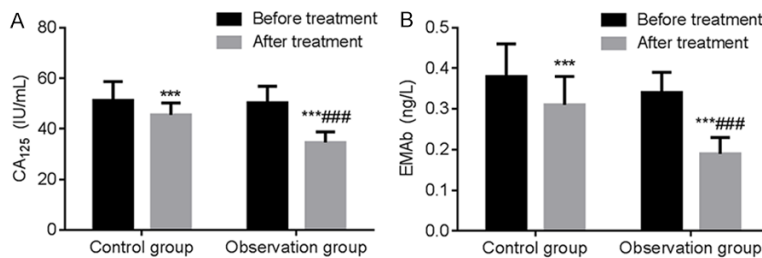 A
Before treatment
After treatment
CA125 (IU/mL)
80
60
40
20
0
***
***###
Control group
Observation group
B
Before treatment
After treatment
EMAb (ng/L)
0.5
0.4
0.3
0.2
0.1
0.0
***
***###
Control group
Observation group